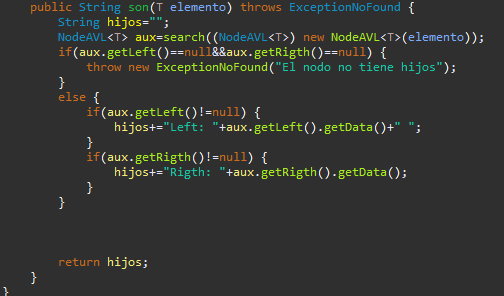 public String son(T elemento) throws ExceptionNoFound {
String hijos="";
NodeAVL<T> aux=search((NodeAVL<T>) new NodeAVL<T>(elemento));
if(aux.getLeft()==null&&aux.getRigth()==null) {
throw new ExceptionNoFound("El nodo no tiene hijos");
}
else {
if(aux.getLeft()!=null) {
hijos+="Left: "+aux.getLeft().getData()+" ";
}
if(aux.getRigth()!=null) {
hijos+="Rigth: "+aux.getRigth().getData();
}
}
return hijos;
}
}